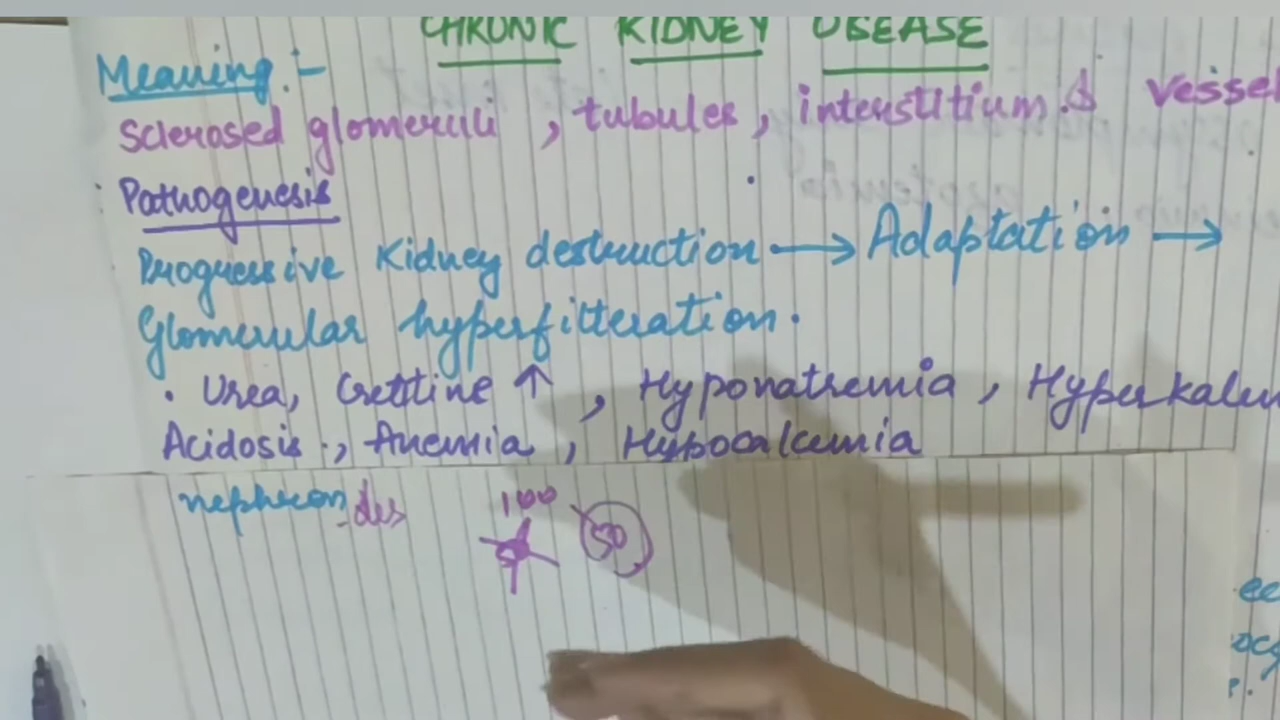 CHRONIC KIDNEY DISEASE
Meaning :-
Sclerosed glomeruli , tubules , interstitium & vessel
Pathogenesis
Progressive Kidney destruction → Adaptation →
Glomerular hyperfilteration .
. Urea, Cretitine ↑ , Hyponatremia , Hyperkalem
Acidosis , Anemia , Hypocalcemia
nephron des 100 50